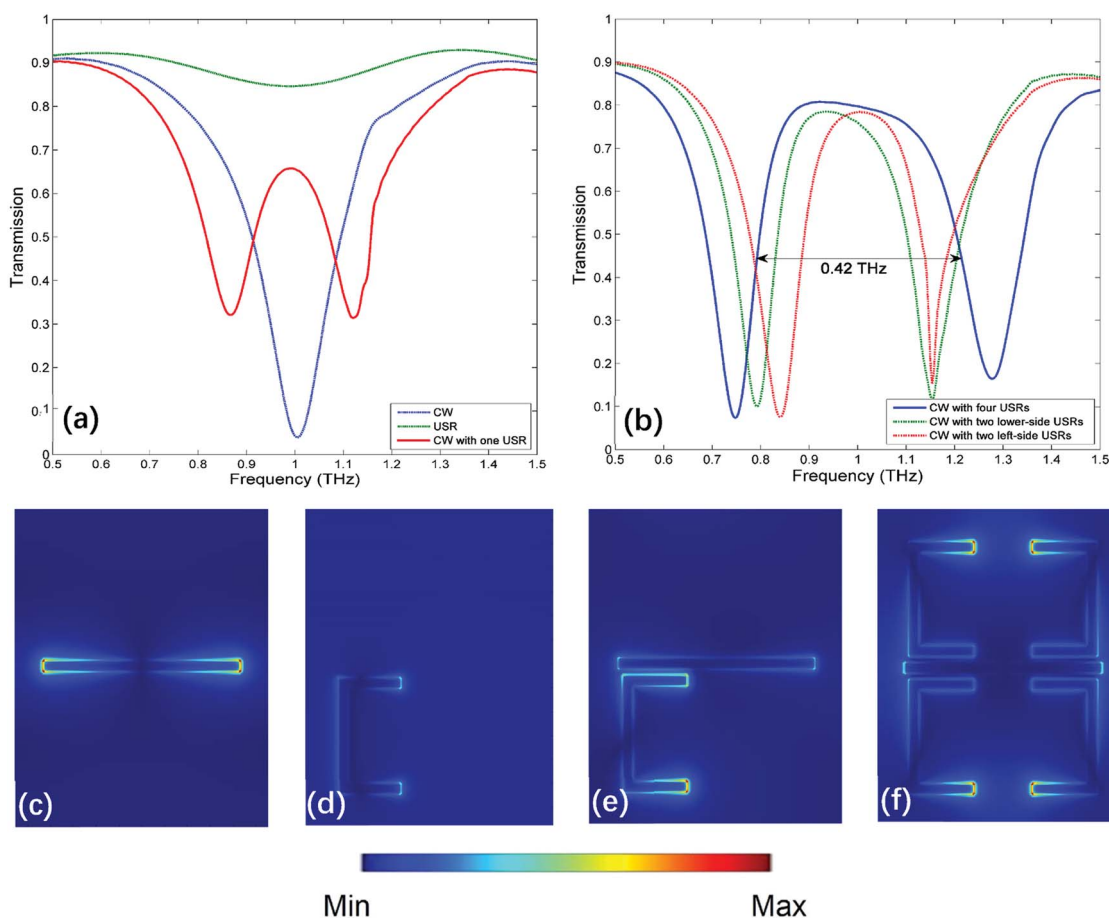 1
0.9
0.8
0.7
0.6
0.5
0.4
0.3
0.2
0.1
0
Transmission
0.5 0.6 0.7 0.8 0.9 1 1.1 1.2 1.3 1.4 1.5
Frequency (THz)
(a)
CW
USR
CW with one USR
1
0.9
0.8
0.7
0.6
0.5
0.4
0.3
0.2
0.1
0
Transmission
0.5 0.6 0.7 0.8 0.9 1 1.1 1.2 1.3 1.4 1.5
Frequency (THz)
0.42 THz
(b)
CW with four USRs
CW with two lower-side USRs
CW with two left-side USRs
(c) (d) (e) (f)
Min Max